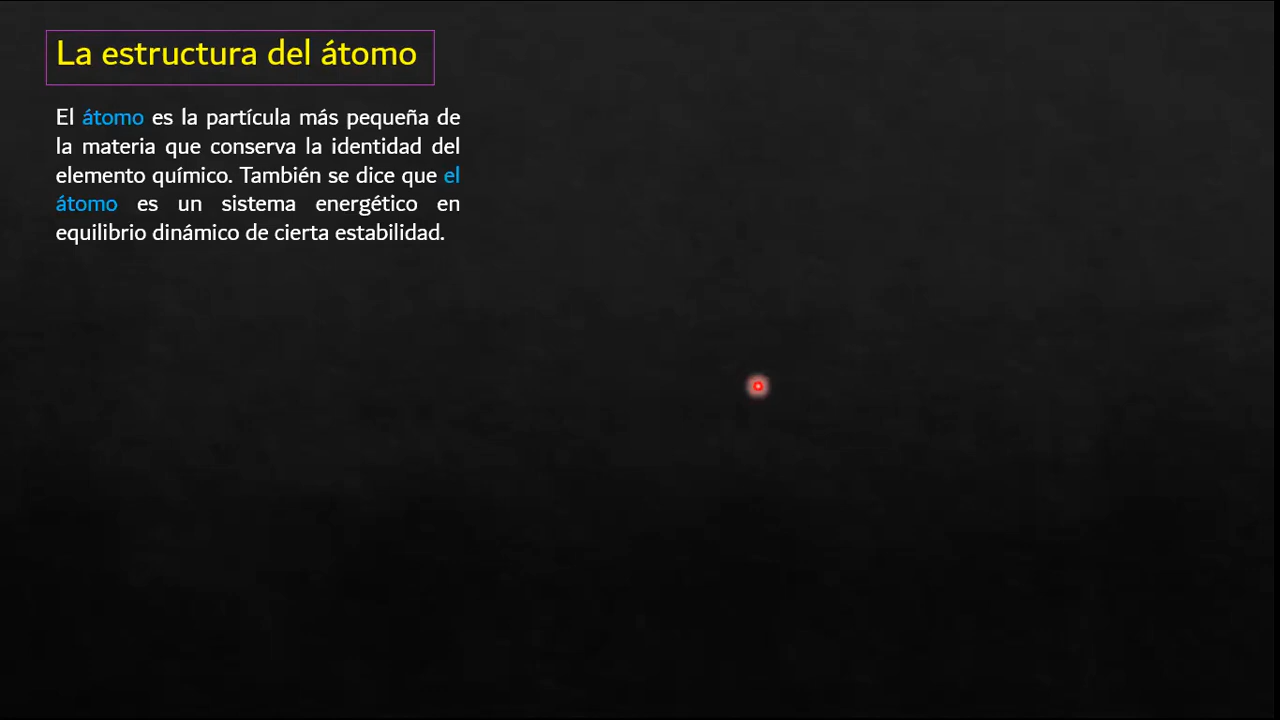 La estructura del átomo
El átomo es la partícula más pequeña de
la materia que conserva la identidad del
elemento químico. También se dice que el
átomo es un sistema energético en
equilibrio dinámico de cierta estabilidad.